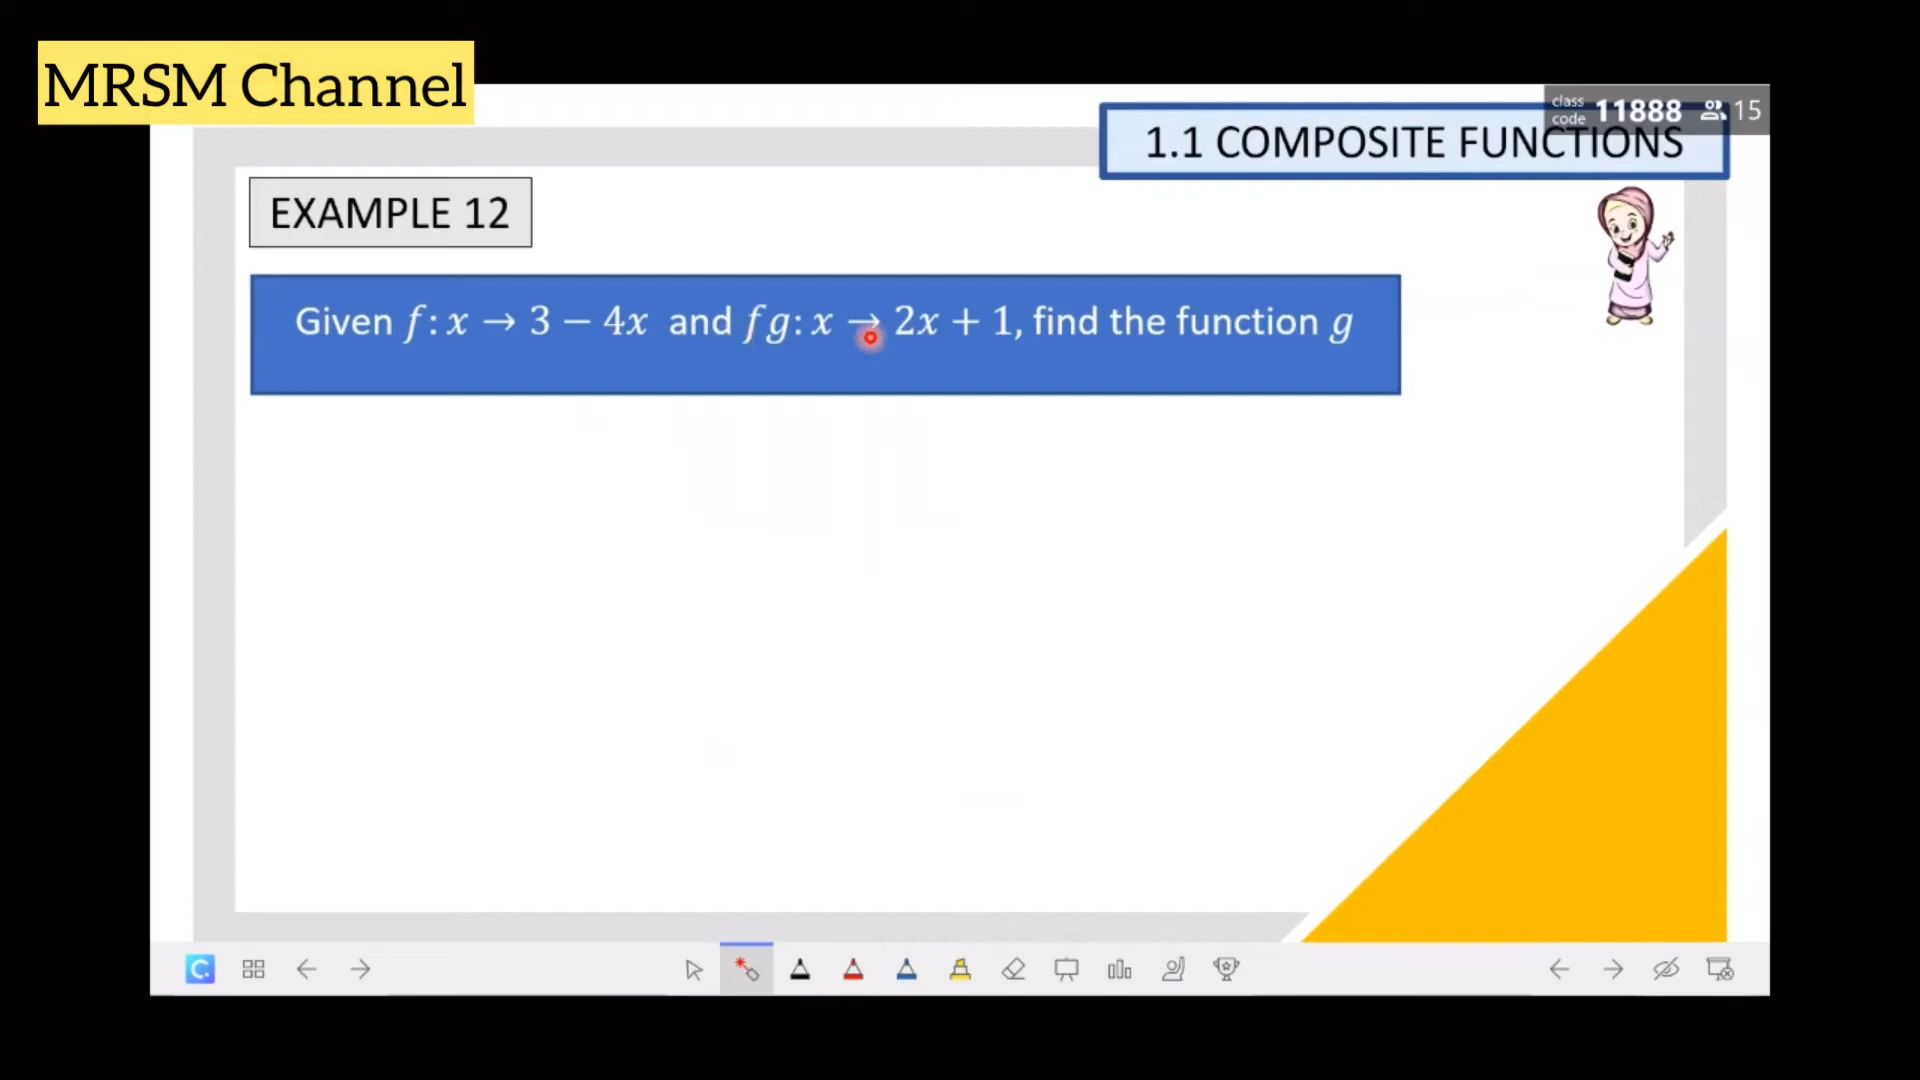 MRSM Channel
class code 11888 15
1.1 COMPOSITE FUNCTIONS
EXAMPLE 12
Given f: x → 3 − 4x and fg: x → 2x + 1, find the function g
C.